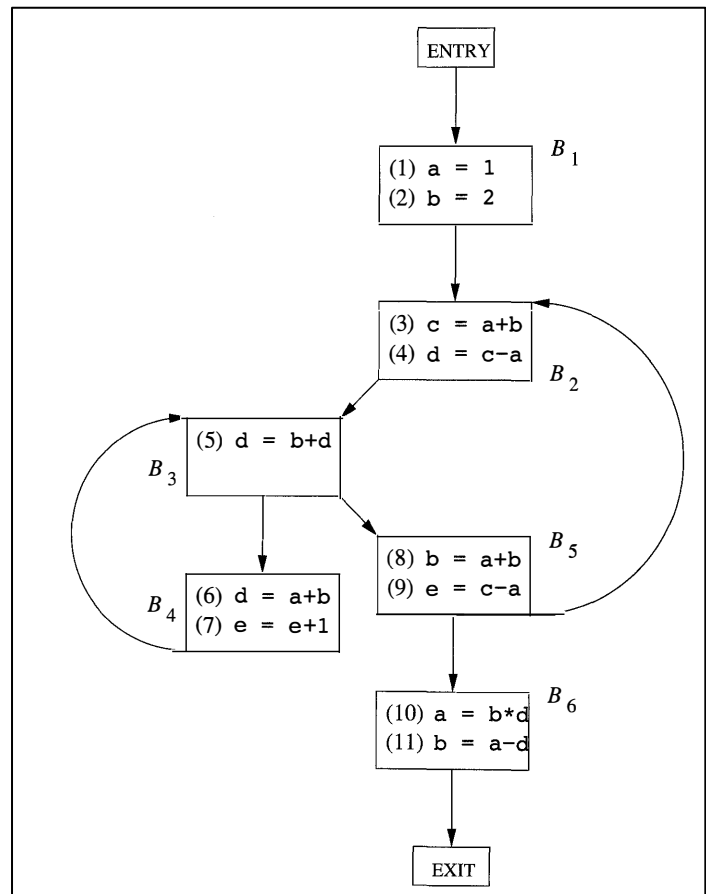 ENTRY
B 1
(1) a = 1
(2) b = 2
(3) c = a+b
(4) d = c-a
B 2
(5) d = b+d
B 3
(8) b = a+b
(9) e = c-a
B 5
(6) d = a+b
(7) e = e+1
B 4
B 6
(10) a = b*d
(11) b = a-d
EXIT